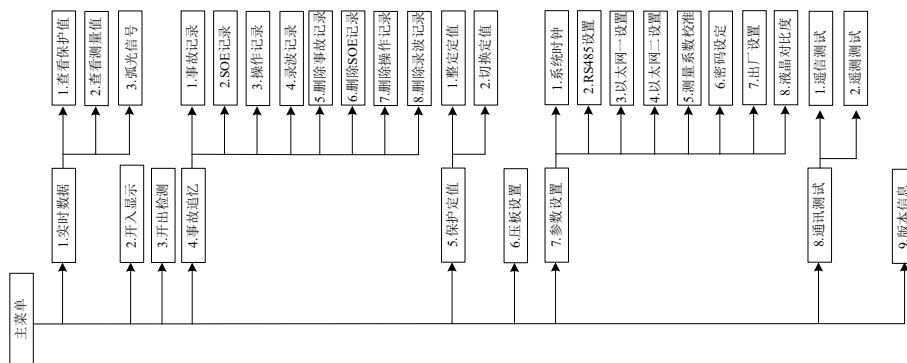 主菜单
1.实时数据
1.查看保护值
2.查看测量值
3.弧光信号
2.开入显示
3.开出检测
4.事故追忆
1.事故记录
2.SOE记录
3.操作记录
4.录波记录
5.删除事故记录
6.删除SOE记录
7.删除操作记录
8.删除录波记录
5.保护定值
1.整定定值
2.切换定值
6.压板设置
7.参数设置
1.系统时钟
2.RS485设置
3.以太网一设置
4.以太网二设置
5.测量系数校准
6.密码设定
7.出厂设置
8.液晶对比度
8.通讯测试
1.遥信测试
2.遥测测试
9.版本信息